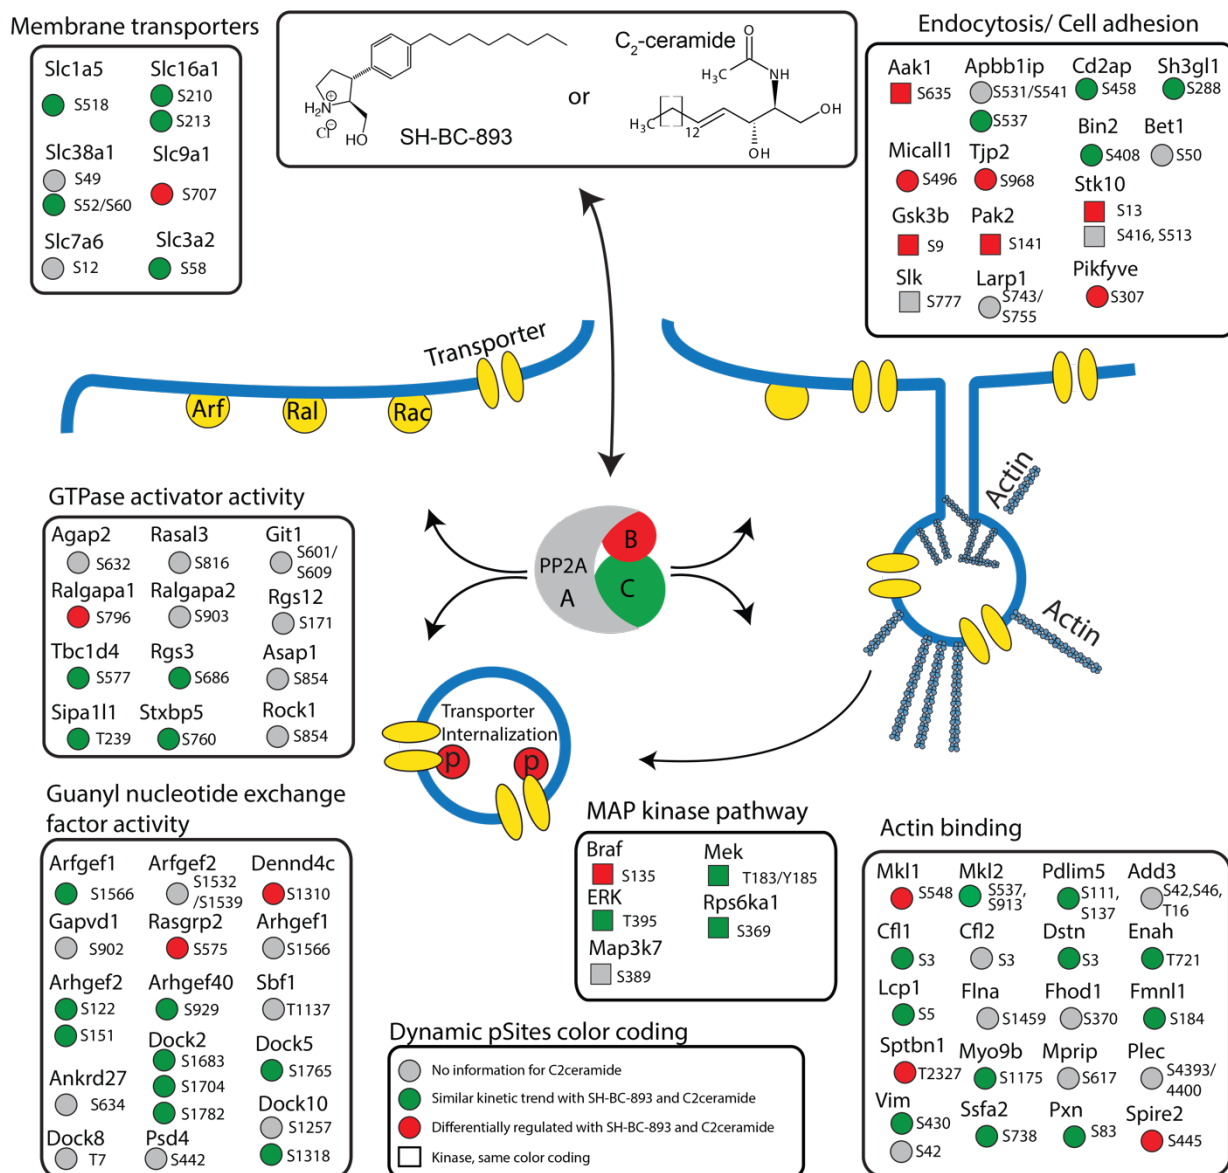 Membrane transporters
Slc1a5
S518
Slc16a1
S210
S213
Slc38a1
S49
S52/S60
Slc9a1
S707
Slc7a6
S12
Slc3a2
S58
NH2
+
Cl⊖
HO
SH-BC-893
or
C2-ceramide
O
H3C
NH
H3C
12
OH
OH
Endocytosis/ Cell adhesion
Aak1
S635
Apbb1ip
S531/S541
S537
Cd2ap
S458
Sh3gl1
S288
Bin2
S408
Bet1
S50
Micall1
S496
Tjp2
S968
Stk10
S13
S416, S513
Gsk3b
S9
Pak2
S141
Slk
S777
Larp1
S743/
S755
Pikfyve
S307
Transporter
Arf
Ral
Rac
Actin
Actin
PP2A
A
B
C
GTPase activator activity
Agap2
S632
Rasal3
S816
Git1
S601/
S609
Ralgapa1
S796
Ralgapa2
S903
Rgs12
S171
Tbc1d4
S577
Rgs3
S686
Asap1
S854
Sipa1l1
T239
Stxbp5
S760
Rock1
S854
Transporter
Internalization
p
p
Guanyl nucleotide exchange
factor activity
Arfgef1
S1566
Arfgef2
S1532
/S1539
Dennd4c
S1310
Gapvd1
S902
Rasgrp2
S575
Arhgef1
S1566
Arhgef2
S122
S151
Arhgef40
S929
Sbf1
T1137
Dock2
S1683
S1704
S1782
Dock5
S1765
Ankrd27
S634
Dock10
S1257
S1318
Dock8
T7
Psd4
S442
MAP kinase pathway
Braf
S135
Mek
T183/Y185
ERK
T395
Rps6ka1
S369
Map3k7
S389
Dynamic pSites color coding
No information for C2ceramide
Similar kinetic trend with SH-BC-893 and C2ceramide
Differentially regulated with SH-BC-893 and C2ceramide
Kinase, same color coding
Actin binding
Mkl1
S548
Mkl2
S537,
S913
Pdlim5
S111,
S137
Add3
S42,S46,
T16
Cfl1
S3
Cfl2
S3
Dstn
S3
Enah
T721
Lcp1
S5
Flna
S1459
Fhod1
S370
Fmnl1
S184
Sptbn1
T2327
Myo9b
S1175
Mprip
S617
Plec
S4393/
4400
Vim
S430
S42
Ssfa2
S738
Pxn
S83
Spire2
S445